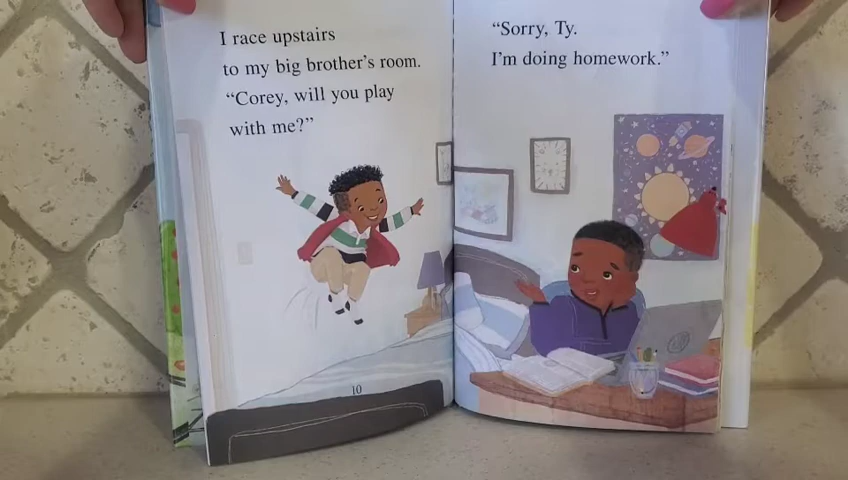 I race upstairs
to my big brother's room.
“Corey, will you play
with me?”
10
“Sorry, Ty.
I'm doing homework.”